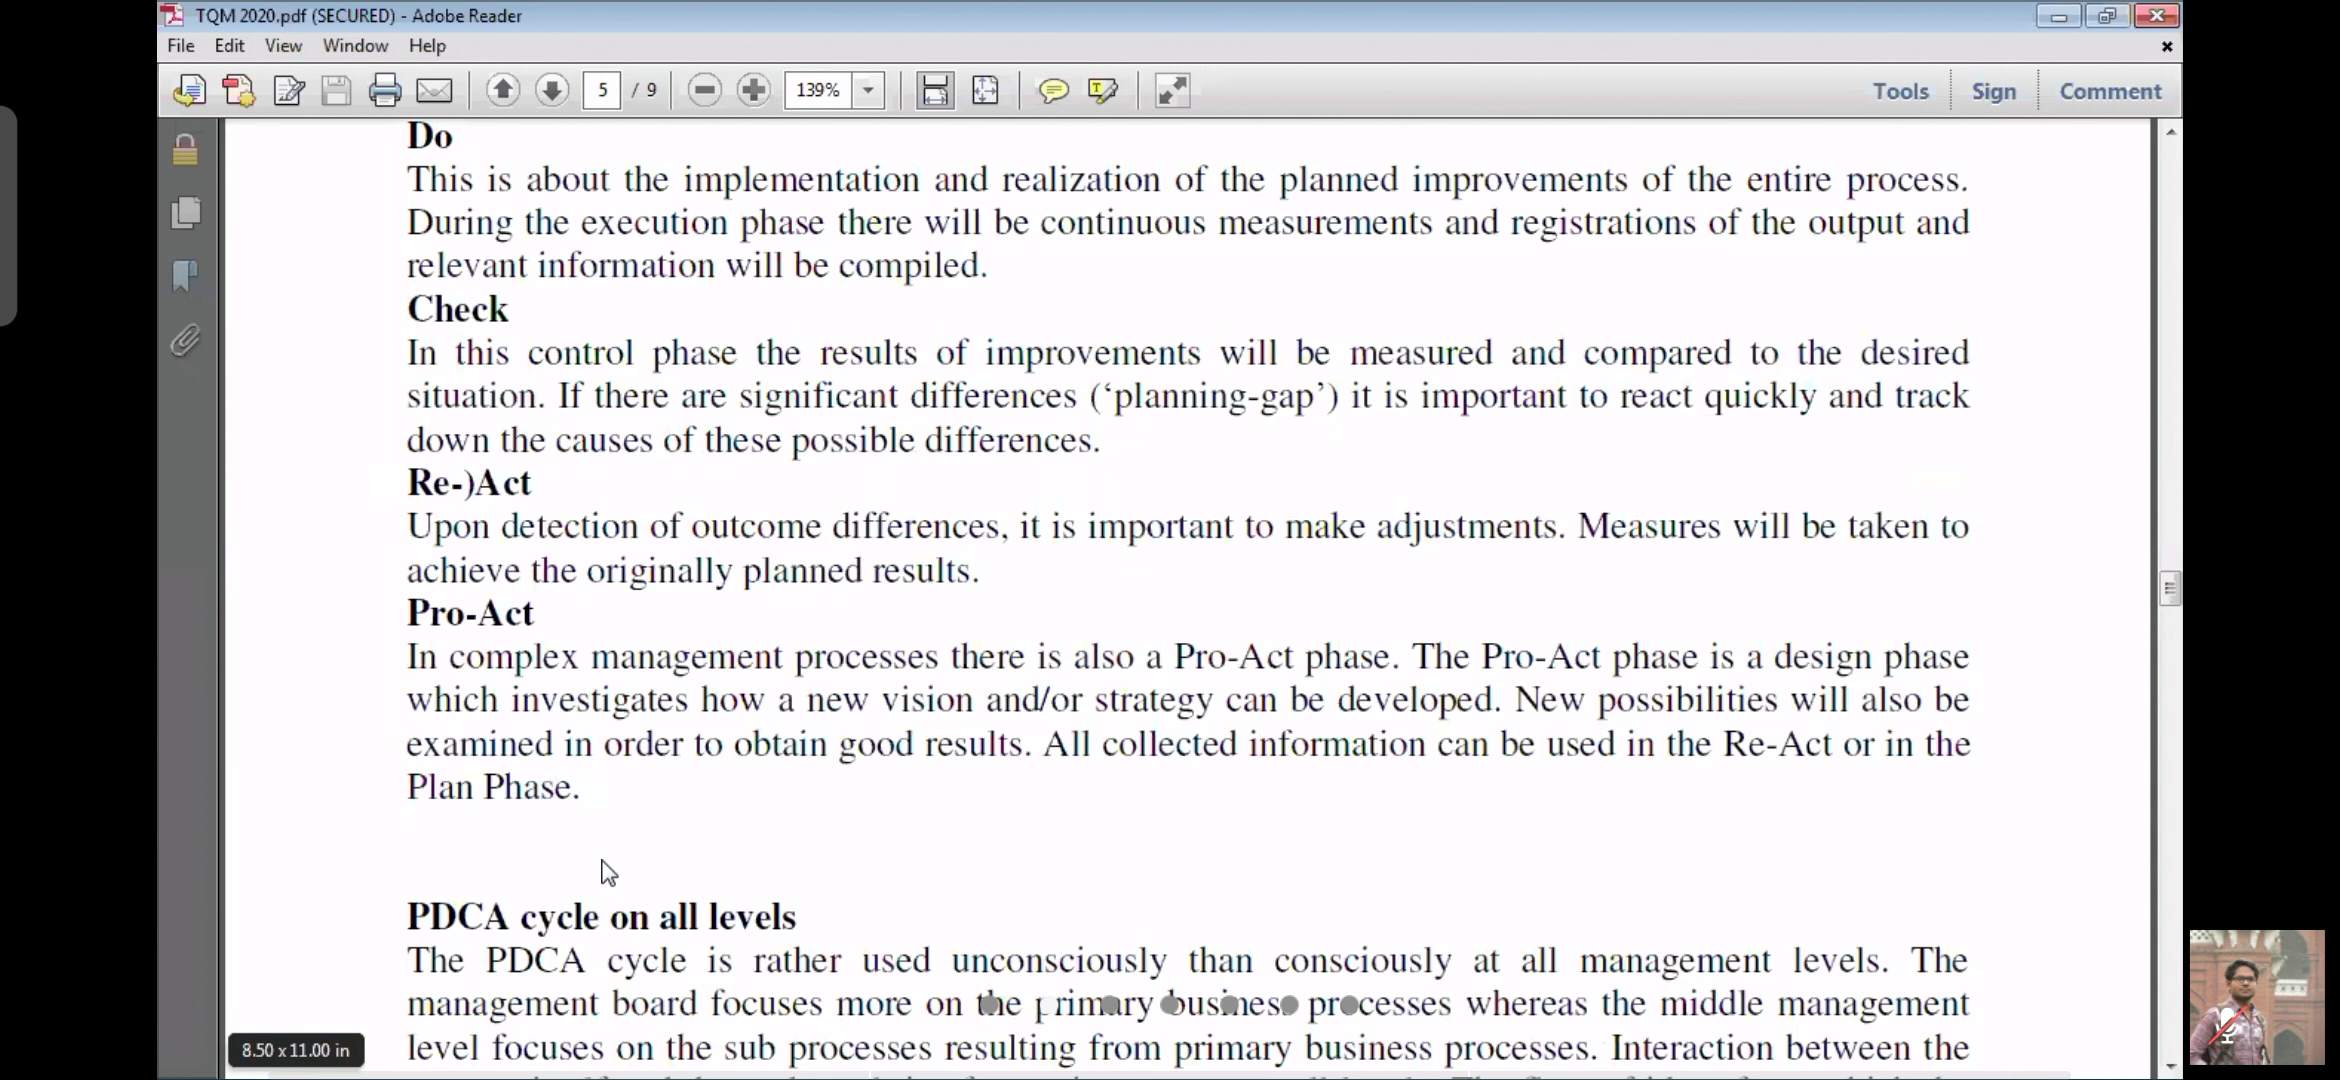 TQM 2020.pdf (SECURED) - Adobe Reader
File Edit View Window Help
5 / 9 139% Tools Sign Comment
Do
This is about the implementation and realization of the planned improvements of the entire process.
During the execution phase there will be continuous measurements and registrations of the output and
relevant information will be compiled.
Check
In this control phase the results of improvements will be measured and compared to the desired
situation. If there are significant differences (‘planning-gap’) it is important to react quickly and track
down the causes of these possible differences.
Re-)Act
Upon detection of outcome differences, it is important to make adjustments. Measures will be taken to
achieve the originally planned results.
Pro-Act
In complex management processes there is also a Pro-Act phase. The Pro-Act phase is a design phase
which investigates how a new vision and/or strategy can be developed. New possibilities will also be
examined in order to obtain good results. All collected information can be used in the Re-Act or in the
Plan Phase.
PDCA cycle on all levels
The PDCA cycle is rather used unconsciously than consciously at all management levels. The
management board focuses more on the primary business processes whereas the middle management
level focuses on the sub processes resulting from primary business processes. Interaction between the
8.50 x 11.00 in